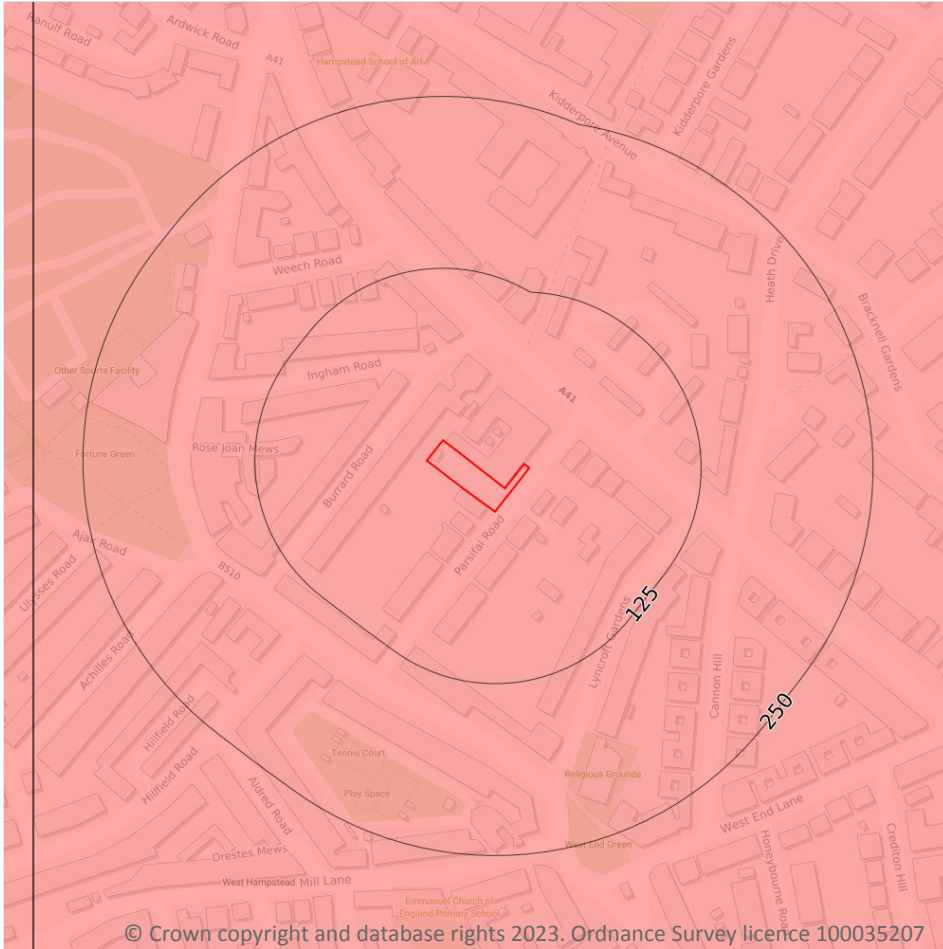 Ranulf Road
Ardwick Road
A41
Hampstead School of Art
Kidderpore Avenue
Kidderpore Gardens
Weech Road
Heath Drive
Bracknell Gardens
Other Sports Facility
Ingham Road
A41
Rose Joan Mews
Fortune Green
Burrard Road
Ajax Road
Parsifal Road
B510
Ulysses Road
125
Lyncroft Gardens
Achilles Road
Cannon Hill
250
Hillfield Road
Tennis Court
Hillfield Road
Religious Grounds
Play Space
Aldred Road
West End Lane
West End Green
Orestes Mews
Honeybourne Road
Crediton Hill
West Hampstead
Mill Lane
Emmanuel Church of
England Primary School
© Crown copyright and database rights 2023. Ordnance Survey licence 100035207